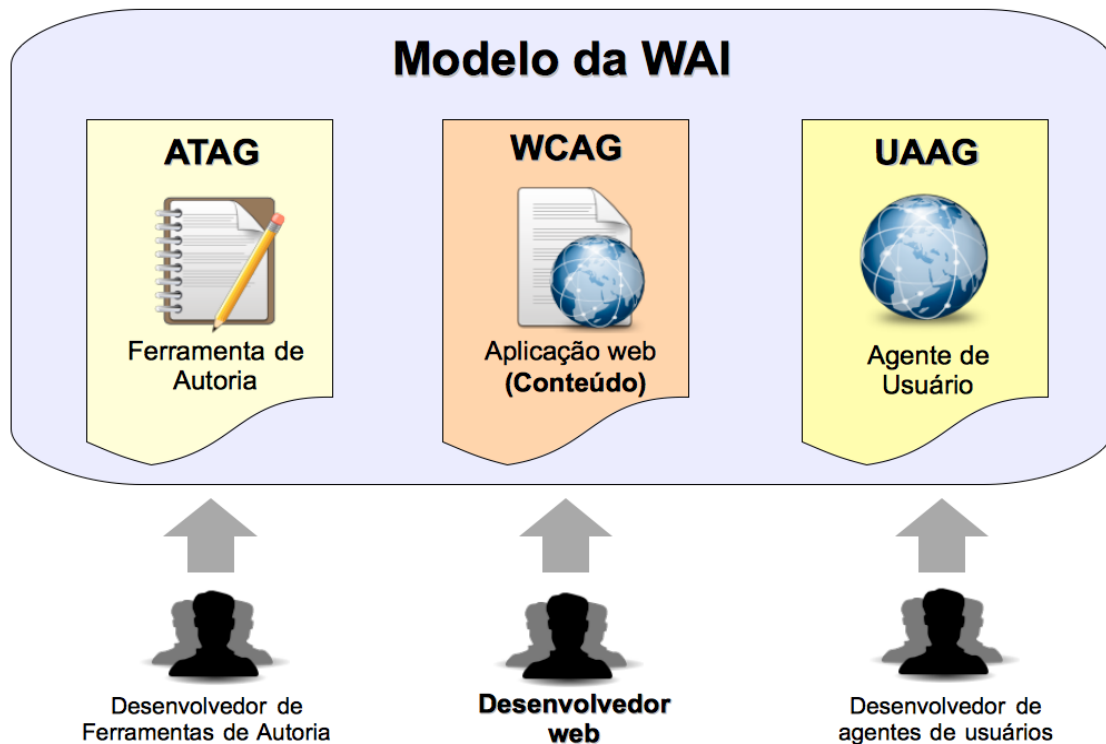 Modelo da WAI
ATAG
Ferramenta de
Autoria
WCAG
Aplicação web
(Conteúdo)
UAAG
Agente de
Usuário
Desenvolvedor de
Ferramentas de Autoria
Desenvolvedor
web
Desenvolvedor de
agentes de usuários